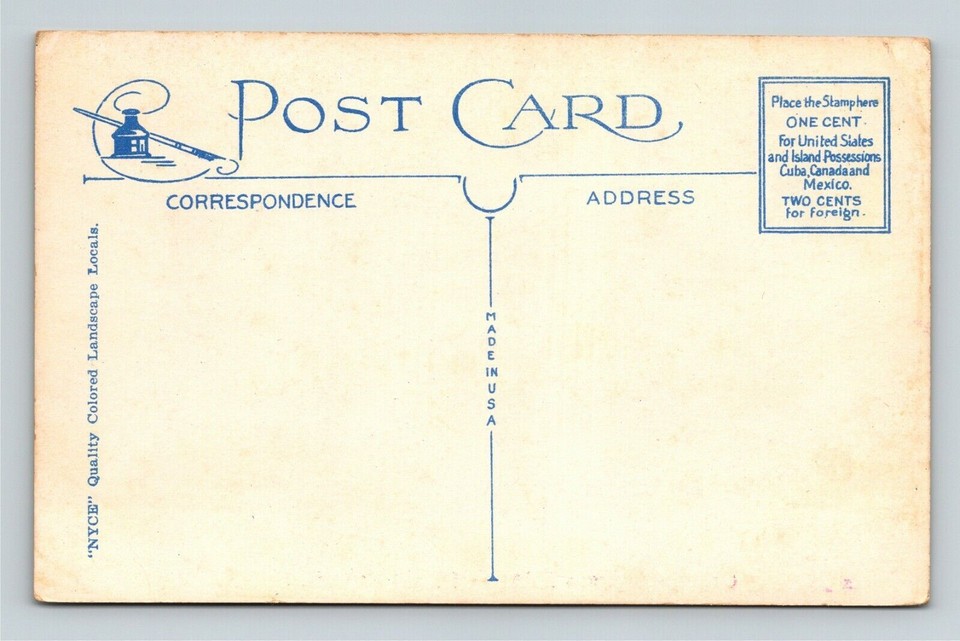 POST CARD
CORRESPONDENCE
ADDRESS
Place the Stamp here
ONE CENT.
For United States
and Island Possessions
Cuba, Canada and
Mexico.
TWO CENTS
for foreign.
MADE IN USA
"NYCE" Quality Colored Landscape Locals.